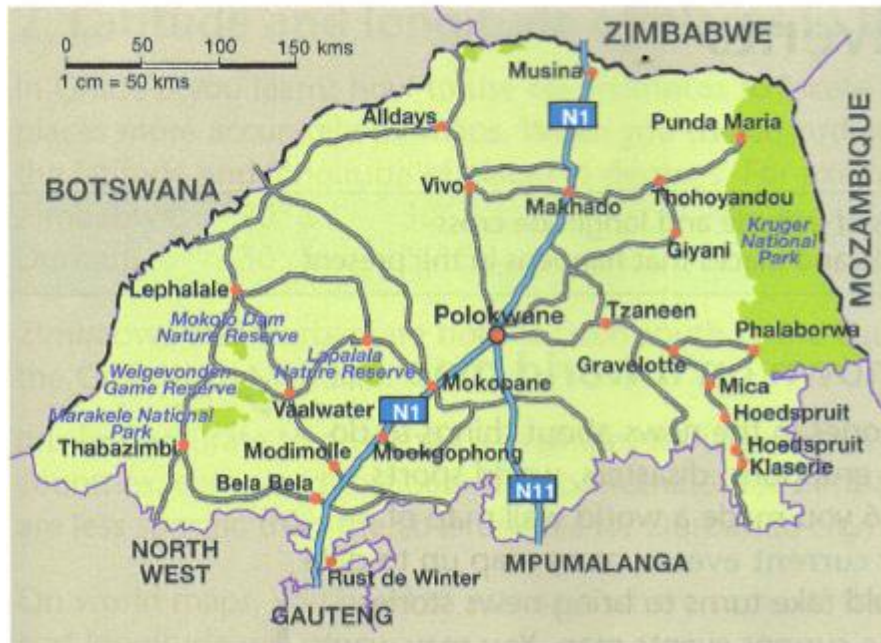 ZIMBABWE
0 50 100 150 kms
1 cm = 50 kms
Musina
N1
Alldays
Punda Maria
BOTSWANA
Vivo
Makhado
Thohoyandou
MOZAMBIQUE
Kruger
National
Park
Giyani
Lephalale
Mokolo Dam
Nature Reserve
Polokwane
Tzaneen
Phalaborwa
Lapalala
Nature Reserve
Gravelotte
Welgevonden
Game Reserve
Mokopane
Mica
Vaalwater
N1
Marakele National
Park
Hoedspruit
Thabazimbi
Modimolle
Mookgophong
Hoedspruit
Klaserie
Bela Bela
N11
NORTH
WEST
MPUMALANGA
Rust de Winter
GAUTENG